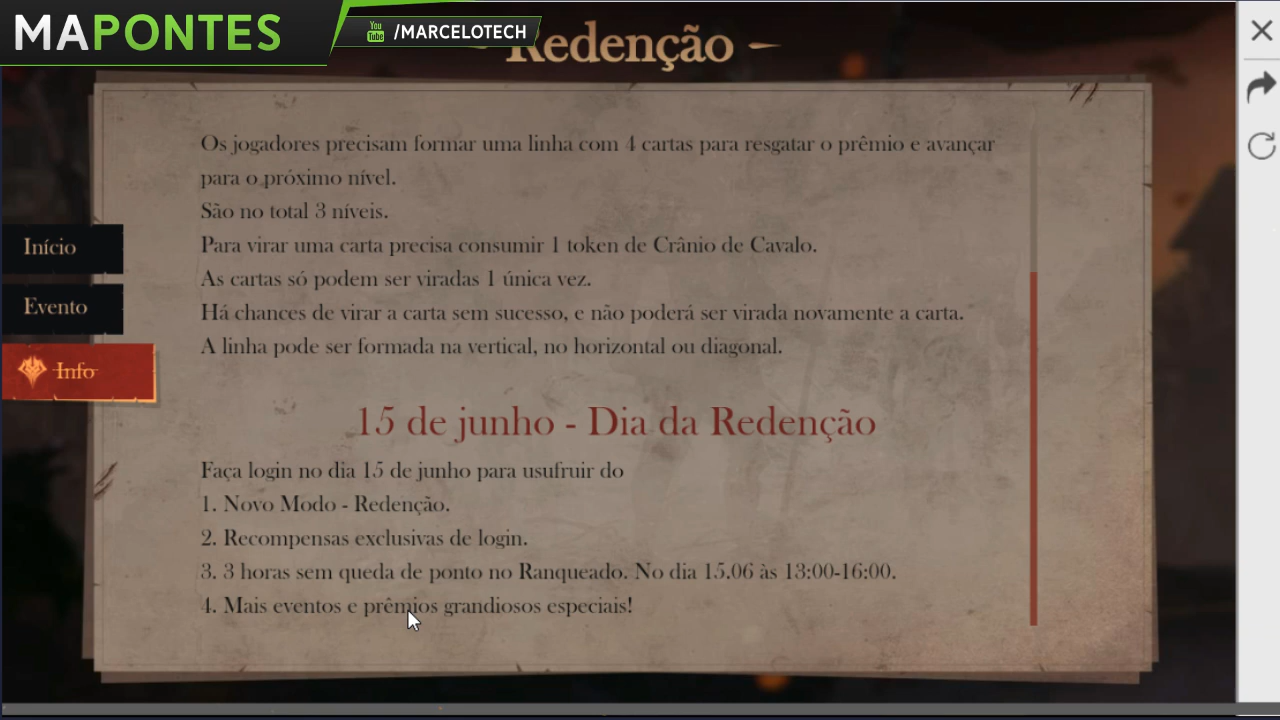 MAPONTES
You Tube /MARCELOTECH
Redenção
Os jogadores precisam formar uma linha com 4 cartas para resgatar o prêmio e avançar
para o próximo nível.
São no total 3 níveis.
Para virar uma carta precisa consumir 1 token de Crânio de Cavalo.
As cartas só podem ser viradas 1 única vez.
Há chances de virar a carta sem sucesso, e não poderá ser virada novamente a carta.
A linha pode ser formada na vertical, no horizontal ou diagonal.
Início
Evento
Info
15 de junho - Dia da Redenção
Faça login no dia 15 de junho para usufruir do
1. Novo Modo - Redenção.
2. Recompensas exclusivas de login.
3. 3 horas sem queda de ponto no Ranqueado. No dia 15.06 às 13:00-16:00.
4. Mais eventos e prêmios grandiosos especiais!